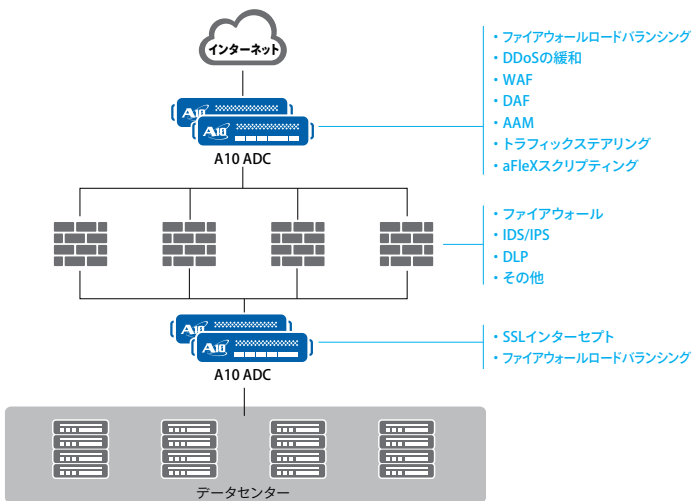 インターネット
・ファイアウォールロードバランシング
・DDoSの緩和
・WAF
・DAF
・AAM
・トラフィックステアリング
・aFleXスクリプティング
A10
A10
A10 ADC
・ファイアウォール
・IDS/IPS
・DLP
・その他
A10
A10
A10 ADC
・SSLインターセプト
・ファイアウォールロードバランシング
データセンター